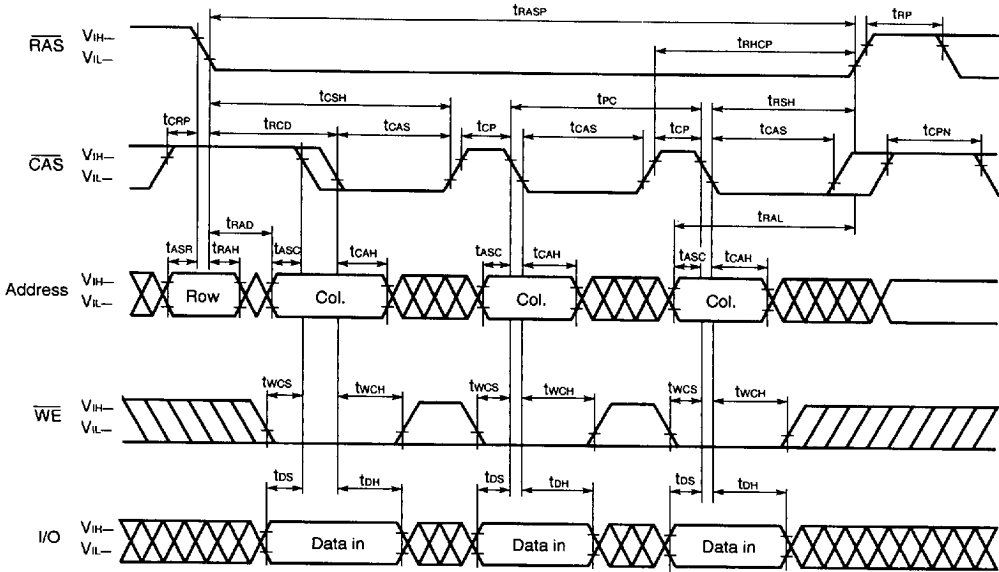 tRASP tRP
RAS VIH— VIL—
tRHCP
tCSH tPC tRSH
tCRP tRCD tCAS tCP tCAS tCP tCAS tCPN
CAS VIH— VIL—
tRAD tRAL
tASR tRAH tASC tCAH tASC tCAH tASC tCAH
Address VIH— VIL— Row Col. Col. Col.
tWCS tWCH tWCS tWCH tWCS tWCH
WE VIH— VIL—
tDS tDH tDS tDH tDS tDH
I/O VIH— VIL— Data in Data in Data in